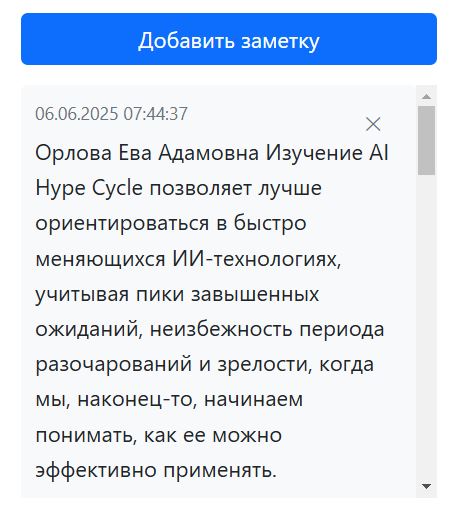 Добавить заметку
06.06.2025 07:44:37
Орлова Ева Адамовна Изучение AI
Hype Cycle позволяет лучше
ориентироваться в быстро
меняющихся ИИ-технологиях,
учитывая пики завышенных
ожиданий, неизбежность периода
разочарований и зрелости, когда
мы, наконец-то, начинаем
понимать, как ее можно
эффективно применять.